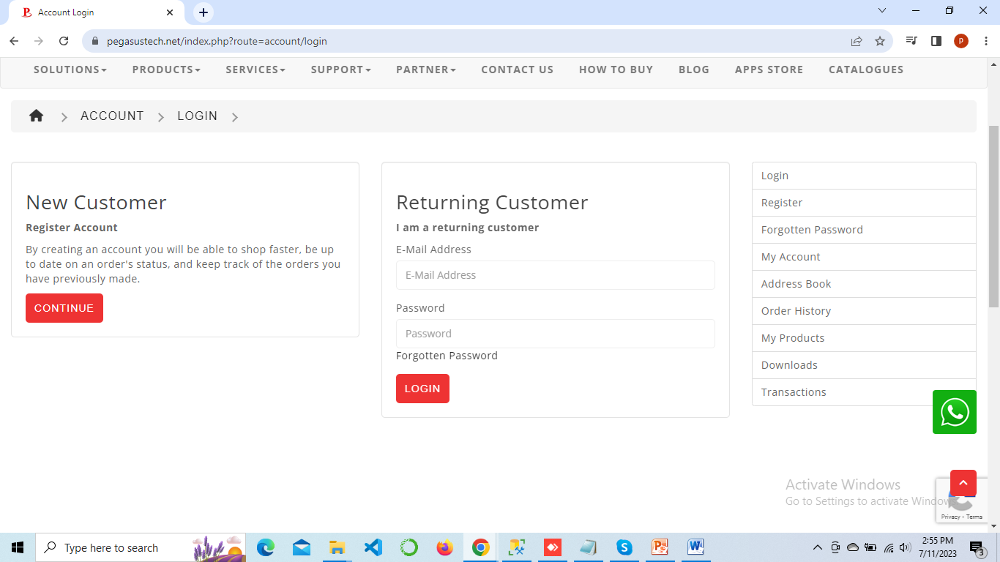 Account Login
pegasustech.net/index.php?route=account/login
P
SOLUTIONS PRODUCTS SERVICES SUPPORT PARTNER CONTACT US HOW TO BUY BLOG APPS STORE CATALOGUES
ACCOUNT LOGIN
New Customer
Register Account
By creating an account you will be able to shop faster, be up
to date on an order's status, and keep track of the orders you
have previously made.
CONTINUE
Returning Customer
I am a returning customer
E-Mail Address
E-Mail Address
Password
Password
Forgotten Password
LOGIN
Login
Register
Forgotten Password
My Account
Address Book
Order History
My Products
Downloads
Transactions
Activate Windows
Go to Settings to activate Windows
Privacy - Terms
Type here to search
2:55 PM
7/11/2023
3